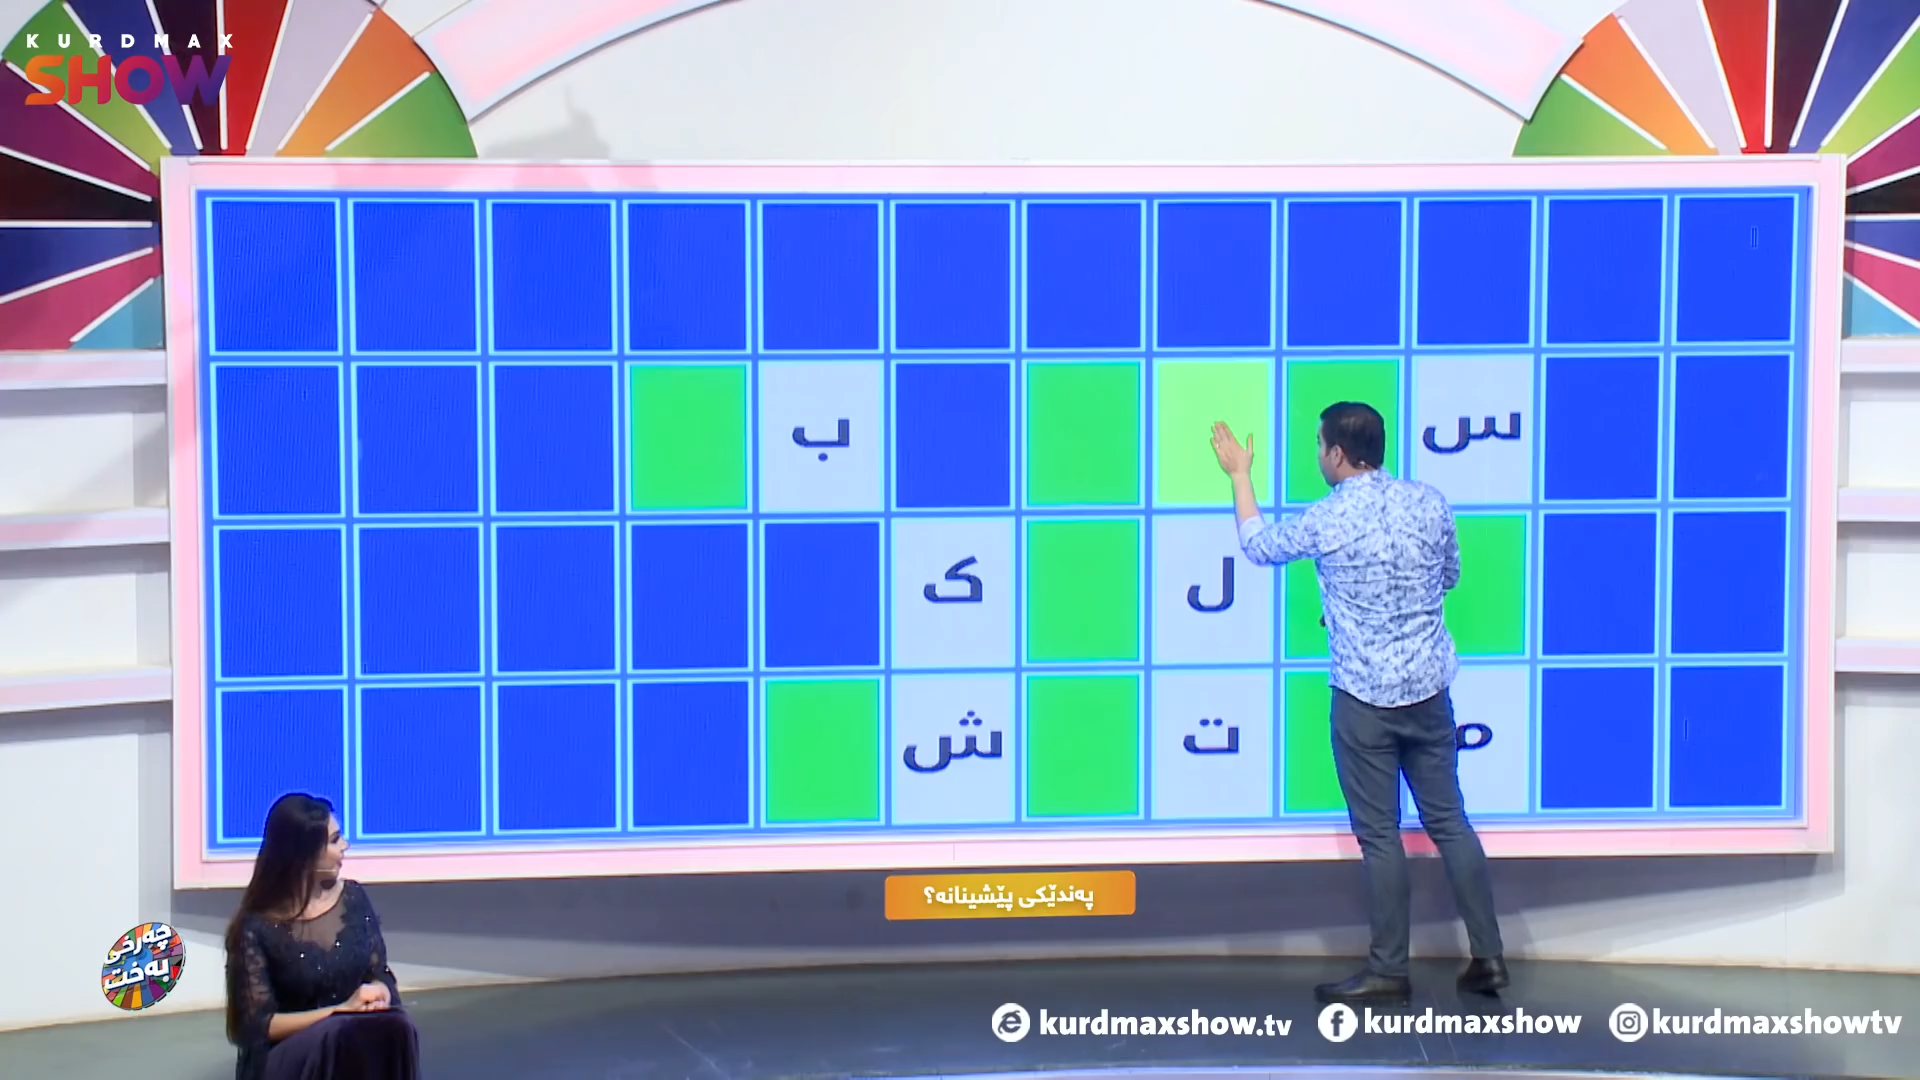 KURDMAX
SHOW
س ب
ل ک
م ت ش
پەندێکی پێشینانە؟
چەرخی
بەخت
kurdmaxshow.tv kurdmaxshow kurdmaxshowtv